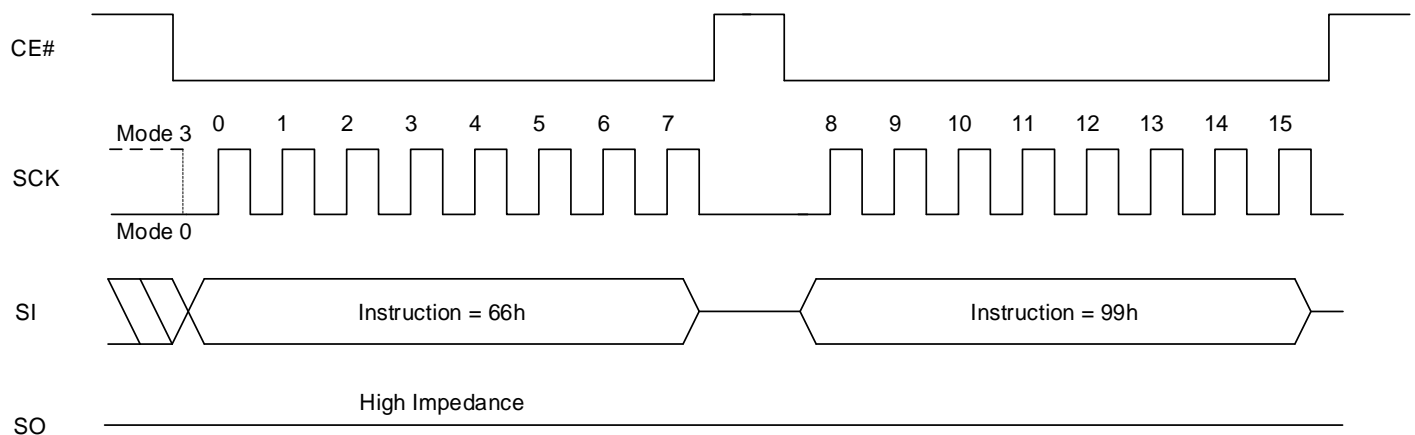 CE#
Mode 3 0 1 2 3 4 5 6 7 8 9 10 11 12 13 14 15
SCK
Mode 0
SI Instruction = 66h Instruction = 99h
High Impedance
SO